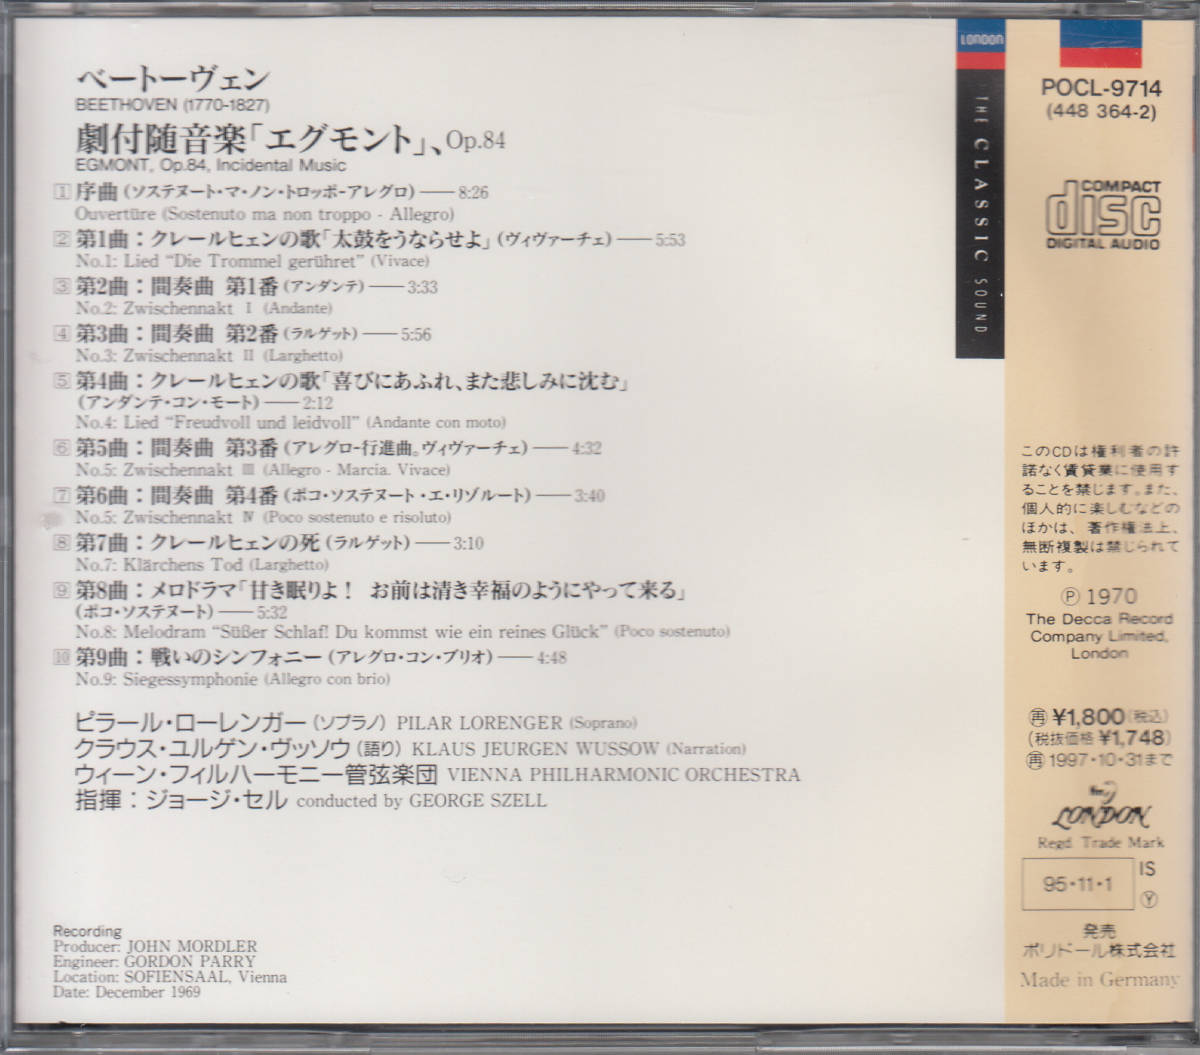 ベートーヴェン
BEETHOVEN (1770-1827)
劇付随音楽「エグモント」、Op.84
EGMONT, Op.84, Incidental Music
1 序曲(ソステヌート・マ・ノン・トロッポ-アレグロ)——8:26
Ouvertüre (Sostenuto ma non troppo - Allegro)
2 第1曲：クレールヒェンの歌「太鼓をうならせよ」(ヴィヴァーチェ)——5:53
No.1: Lied “Die Trommel gerühret” (Vivace)
3 第2曲：間奏曲 第1番(アンダンテ)——3:33
No.2: Zwischennakt I (Andante)
4 第3曲：間奏曲 第2番(ラルゲット)——5:56
No.3: Zwischennakt II (Larghetto)
5 第4曲：クレールヒェンの歌「喜びにあふれ、また悲しみに沈む」
(アンダンテ・コン・モート)——2:12
No.4: Lied “Freudvoll und leidvoll” (Andante con moto)
6 第5曲：間奏曲 第3番(アレグロ-行進曲。ヴィヴァーチェ)——4:32
No.5: Zwischennakt III (Allegro - Marcia. Vivace)
7 第6曲：間奏曲 第4番(ポコ・ソステヌート・エ・リゾルート)——3:40
No.5: Zwischennakt IV (Poco sostenuto e risoluto)
8 第7曲：クレールヒェンの死(ラルゲット)——3:10
No.7: Klärchens Tod (Larghetto)
9 第8曲：メロドラマ「甘き眠りよ！ お前は清き幸福のようにやって来る」
(ポコ・ソステヌート)——5:32
No.8: Melodram “Süßer Schlaf! Du kommst wie ein reines Glück” (Poco sostenuto)
10 第9曲：戦いのシンフォニー(アレグロ・コン・ブリオ)——4:48
No.9: Siegessymphonie (Allegro con brio)
ピラール・ローレンガー(ソプラノ) PILAR LORENGER (Soprano)
クラウス・ユルゲン・ヴッソウ(語り) KLAUS JEURGEN WUSSOW (Narration)
ウィーン・フィルハーモニー管弦楽団 VIENNA PHILHARMONIC ORCHESTRA
指揮：ジョージ・セル conducted by GEORGE SZELL
Recording
Producer: JOHN MORDLER
Engineer: GORDON PARRY
Location: SOFIENSAAL, Vienna
Date: December 1969
LONDON
THE CLASSIC SOUND
POCL-9714
(448 364-2)
COMPACT
disc
DIGITAL AUDIO
このCDは権利者の許
諾なく賃貸業に使用す
ることを禁じます。また、
個人的に楽しむなどの
ほかは、著作権法上、
無断複製は禁じられて
います。
Ⓟ 1970
The Decca Record
Company Limited,
London
再 ¥1,800(税込)
(税抜価格 ¥1,748)
再 1997・10・31まで
ffrr
LONDON
Regd. Trade Mark
95・11・1
IS
Ⓨ
発売
ポリドール株式会社
Made in Germany